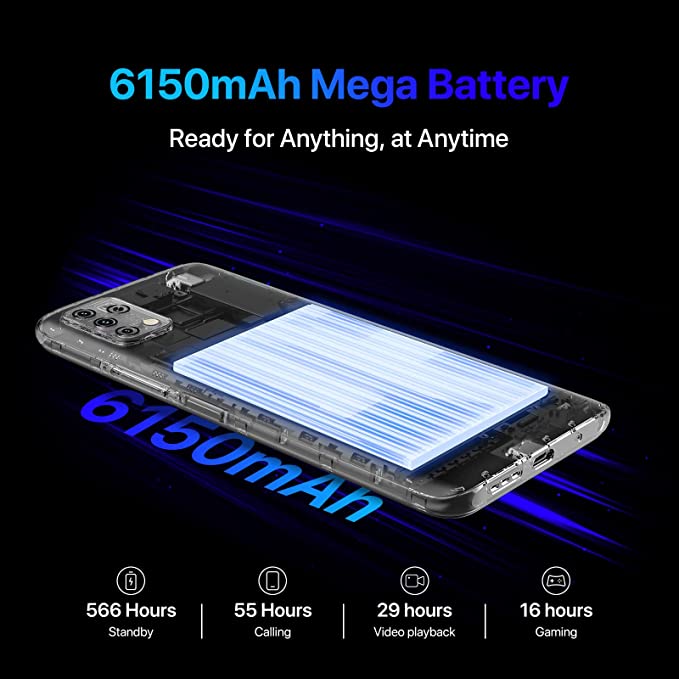 6150mAh Mega Battery
Ready for Anything, at Anytime
6150mAh
566 Hours
Standby
55 Hours
Calling
29 hours
Video playback
16 hours
Gaming